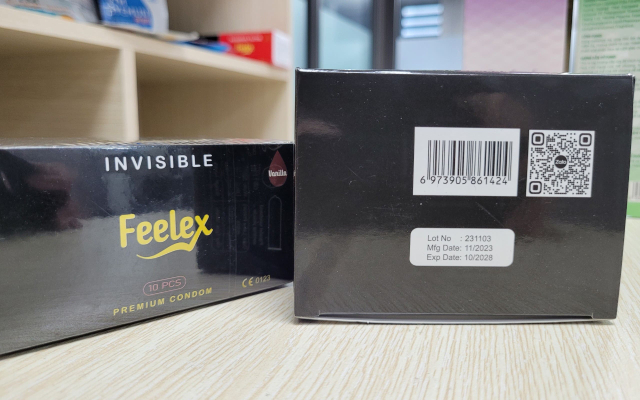 INVISIBLE
Vanilla
Feelex
10 PCS
PREMIUM CONDOM
CE 0123
6 973905 861424
Zalo
Lot No : 231103
Mfg Date: 11/2023
Exp Date: 10/2028